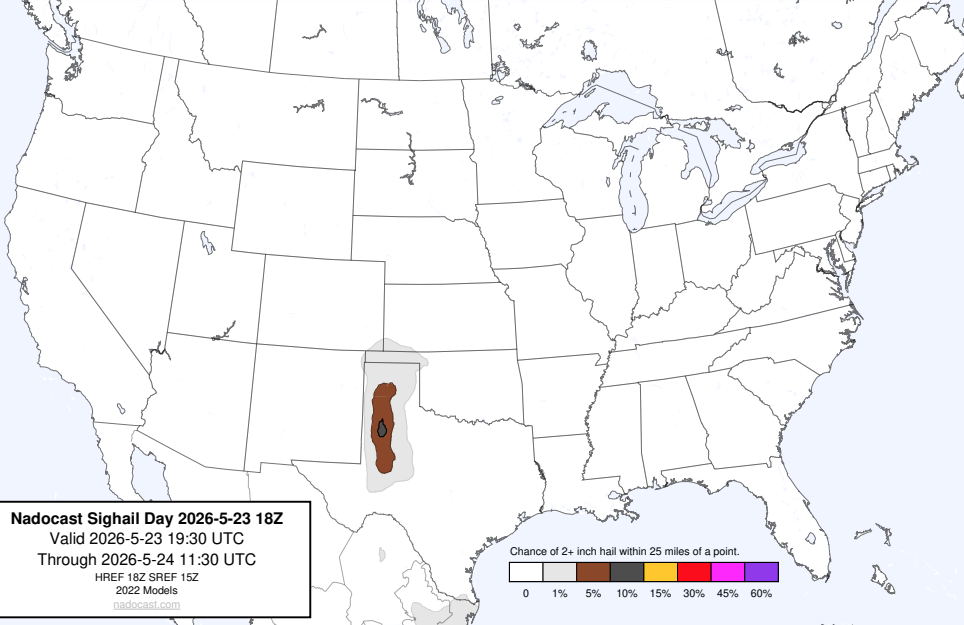 Nadocast Sighail Day 2026-5-23 18Z
Valid 2026-5-23 19:30 UTC
Through 2026-5-24 11:30 UTC
HREF 18Z SREF 15Z
2022 Models
nadocast.com
Chance of 2+ inch hail within 25 miles of a point.
0 1% 5% 10% 15% 30% 45% 60%